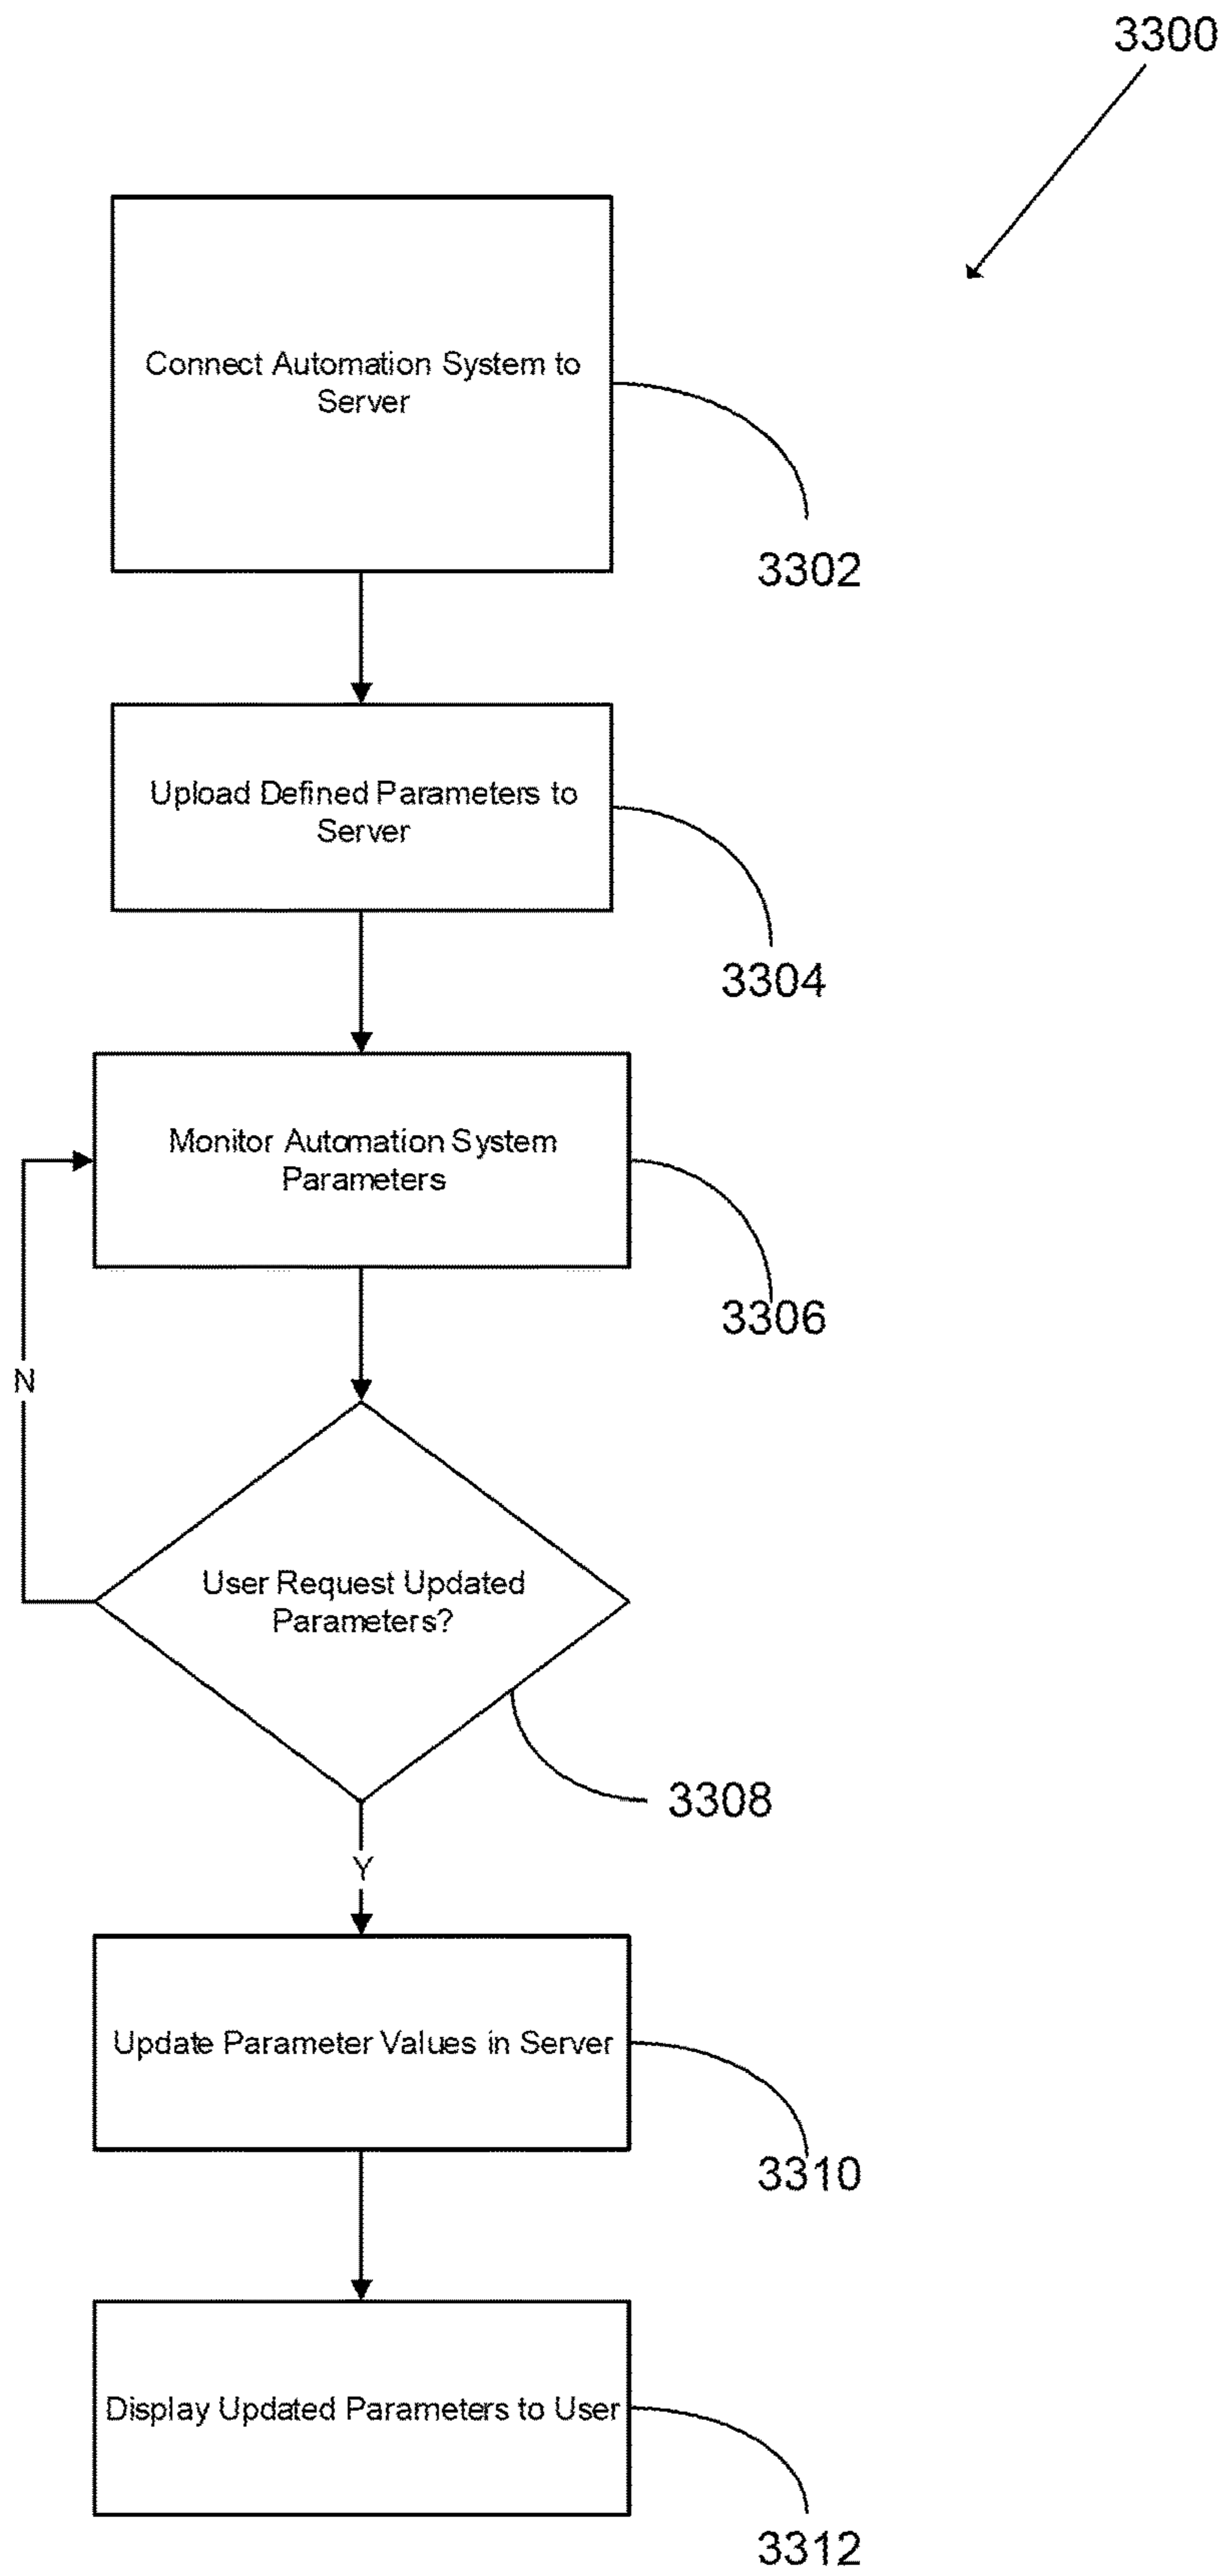 3300
Connect Automation System to
Server
3302
Upload Defined Parameters to
Server
3304
Monitor Automation System
Parameters
3306
N
User Request Updated
Parameters?
3308
Y
Update Parameter Values in Server
3310
Display Updated Parameters to User
3312